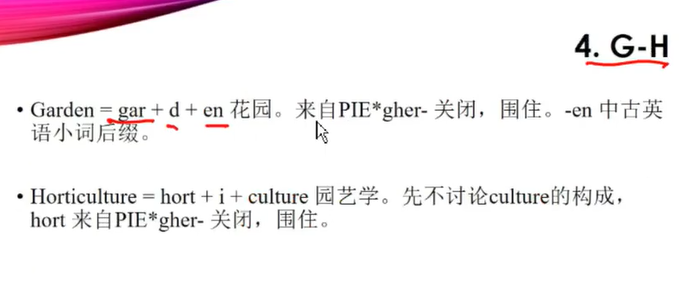 4. G-H
• Garden = gar + d + en 花园。来自PIE*gher- 关闭，围住。-en 中古英
语小词后缀。
• Horticulture = hort + i + culture 园艺学。先不讨论culture的构成，
hort 来自PIE*gher- 关闭，围住。